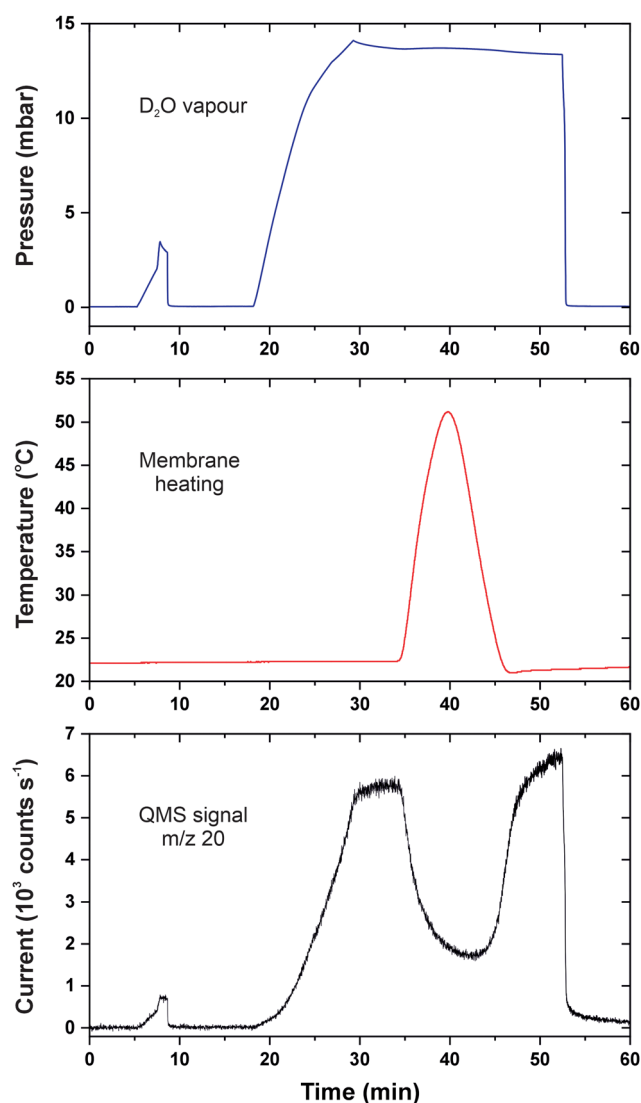 Pressure (mbar)
15
10
5
0
D₂O vapour
0 10 20 30 40 50 60
Temperature (°C)
55
50
45
40
35
30
25
20
Membrane
heating
0 10 20 30 40 50 60
Current (10³ counts s⁻¹)
7
6
5
4
3
2
1
0
QMS signal
m/z 20
0 10 20 30 40 50 60
Time (min)